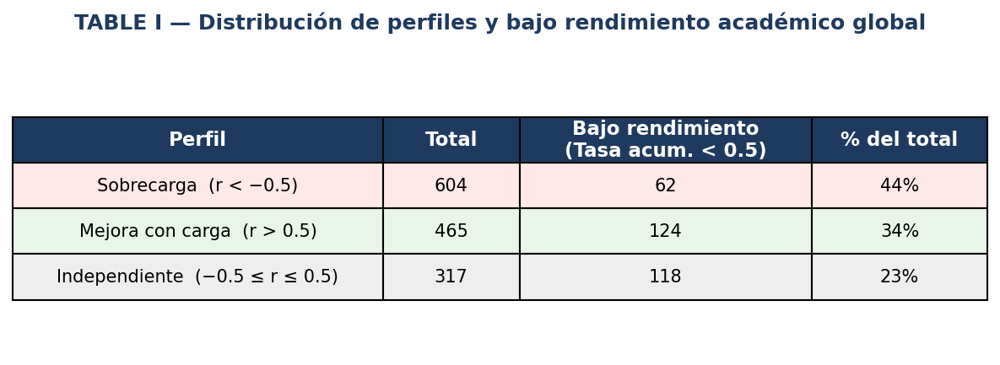 TABLE I — Distribución de perfiles y bajo rendimiento académico global
Perfil Total Bajo rendimiento (Tasa acum. < 0.5) % del total
Sobrecarga (r < −0.5) 604 62 44%
Mejora con carga (r > 0.5) 465 124 34%
Independiente (−0.5 ≤ r ≤ 0.5) 317 118 23%